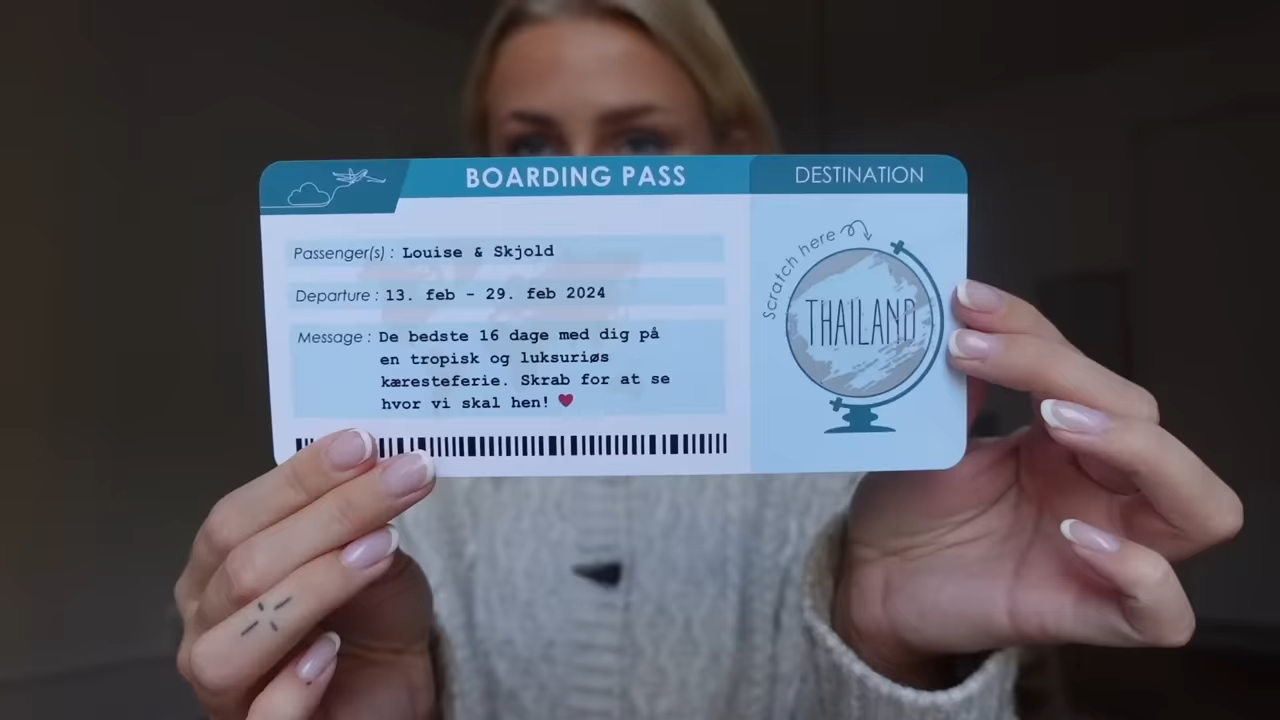 BOARDING PASS
DESTINATION
Passenger(s) : Louise & Skjold
Departure : 13. feb - 29. feb 2024
Message : De bedste 16 dage med dig på
en tropisk og luksuriøs
kæresteferie. Skrab for at se
hvor vi skal hen! ❤
Scratch here
THAILAND